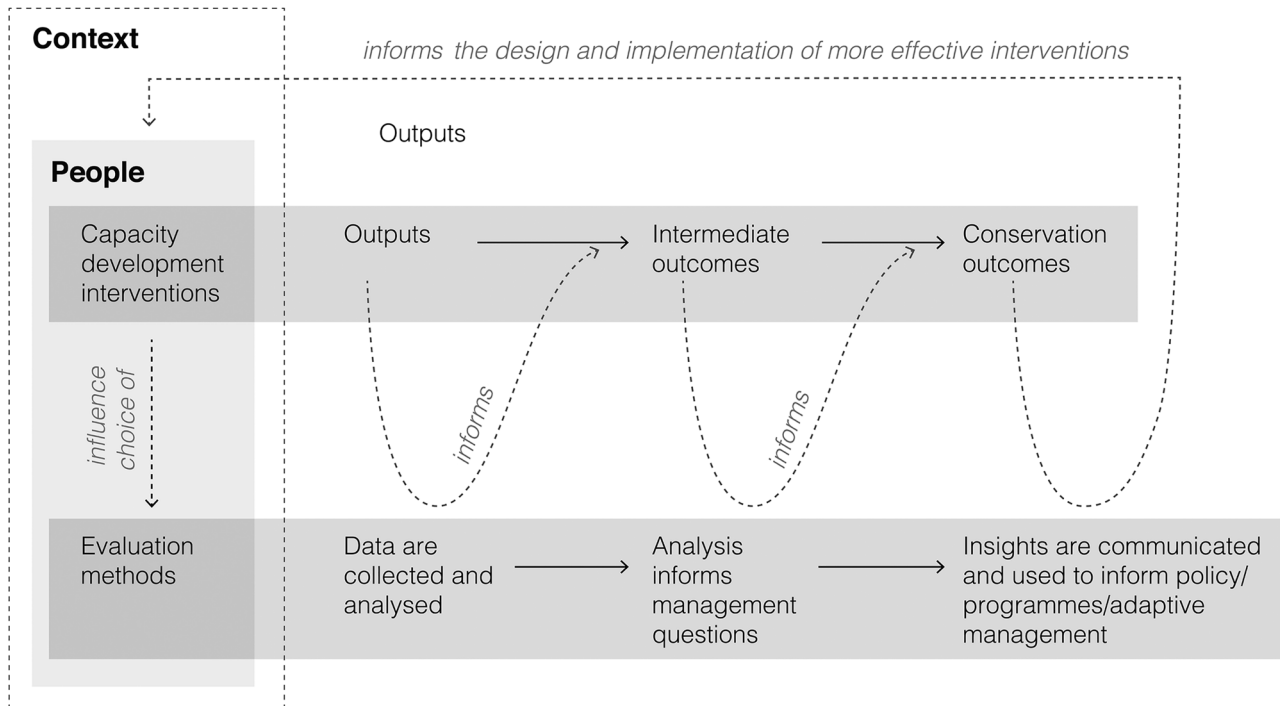 Context
informs the design and implementation of more effective interventions
Outputs
People
Capacity
development
interventions
Outputs
Intermediate
outcomes
Conservation
outcomes
influence
choice of
informs
informs
Evaluation
methods
Data are
collected and
analysed
Analysis
informs
management
questions
Insights are communicated
and used to inform policy/
programmes/adaptive
management